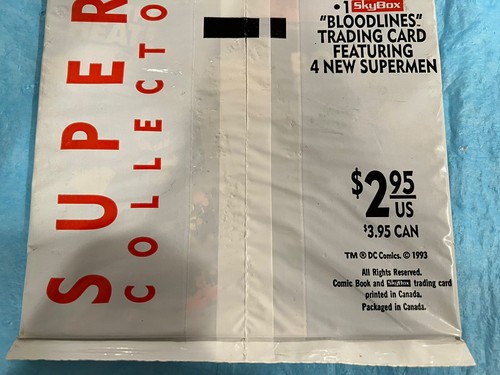 SUPER
COLLECTO
• 1 SkyBox
"BLOODLINES"
TRADING CARD
FEATURING
4 NEW SUPERMEN
$2.95
US
$3.95 CAN
TM ® DC Comics. © 1993
All Rights Reserved.
Comic Book and SkyBox trading card
printed in Canada.
Packaged in Canada.